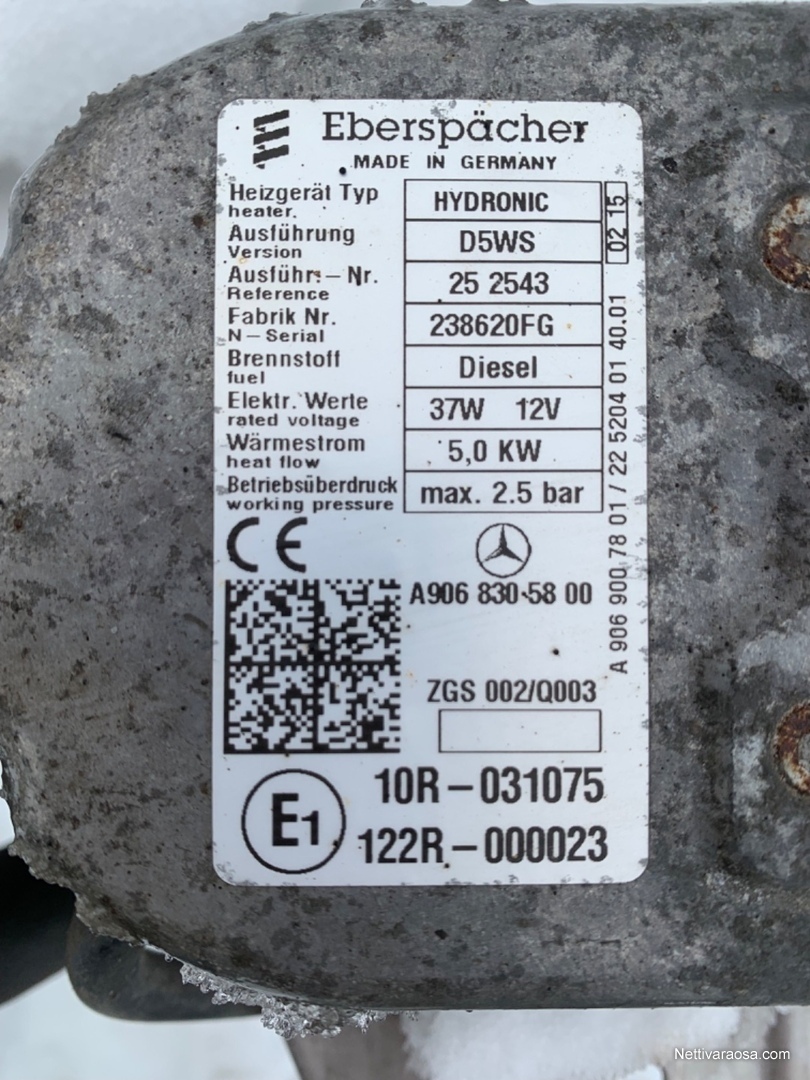 Eberspächer
MADE IN GERMANY
Heizgerät Typ
heater.
HYDRONIC
02 15
Ausführung
Version
D5WS
Ausführ.-Nr.
Reference
25 2543
Fabrik Nr.
N-Serial
238620FG
Brennstoff
fuel
Diesel
Elektr. Werte
rated voltage
37W 12V
Wärmestrom
heat flow
5,0 KW
Betriebsüberdruck
working pressure
max. 2.5 bar
A 906 900 78 01 / 22 5204 01 40.01
CE
A906 830 58 00
ZGS 002/Q003
E1
10R-031075
122R-000023
Nettivaraosa.com